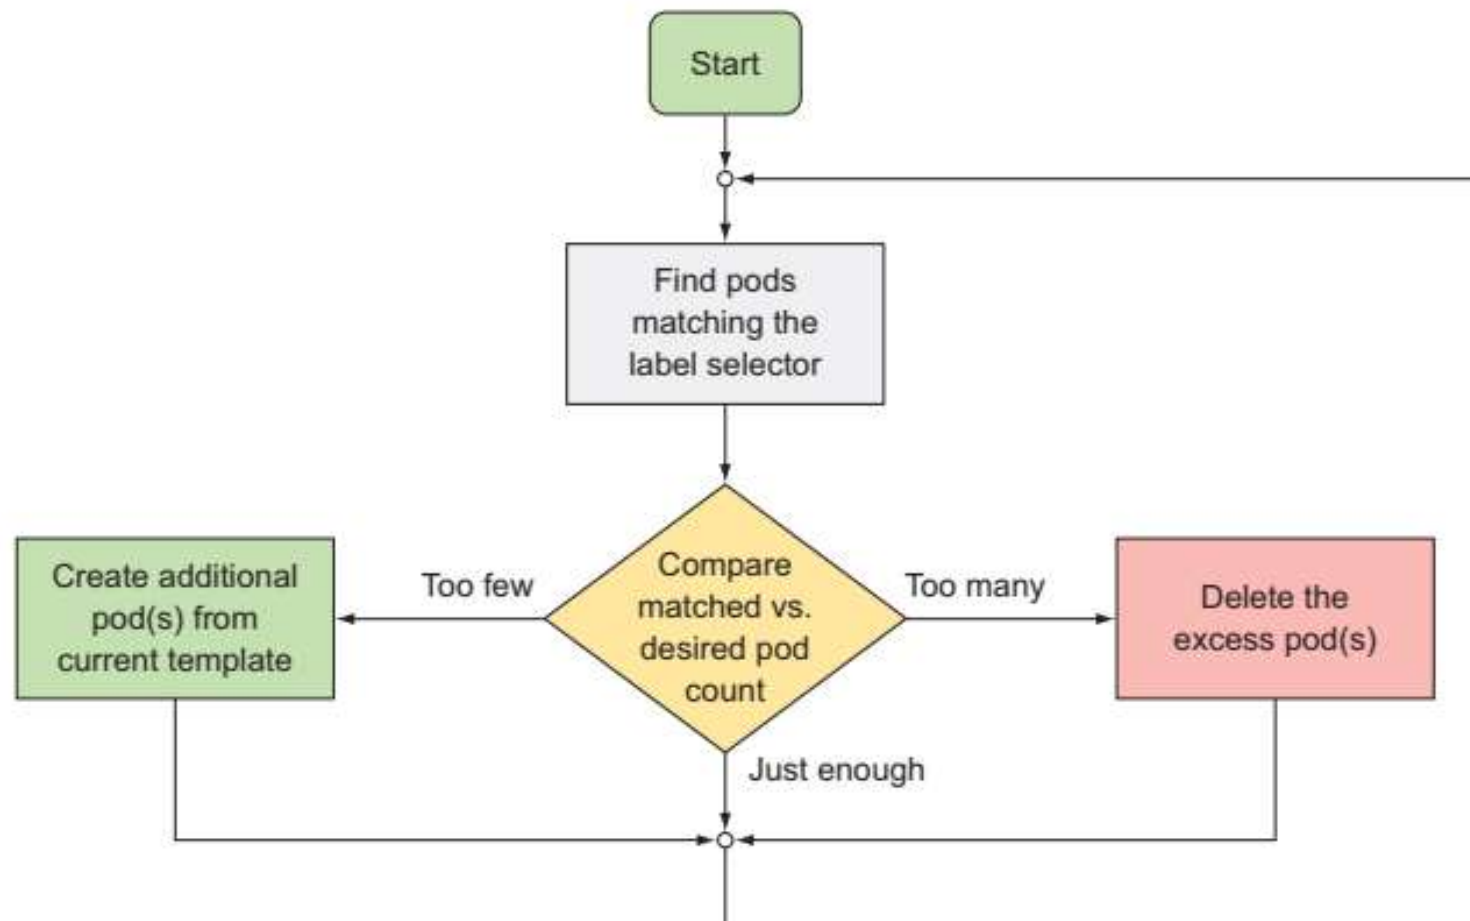 Start
Find pods
matching the
label selector
Compare
matched vs.
desired pod
count
Too few
Too many
Create additional
pod(s) from
current template
Delete the
excess pod(s)
Just enough